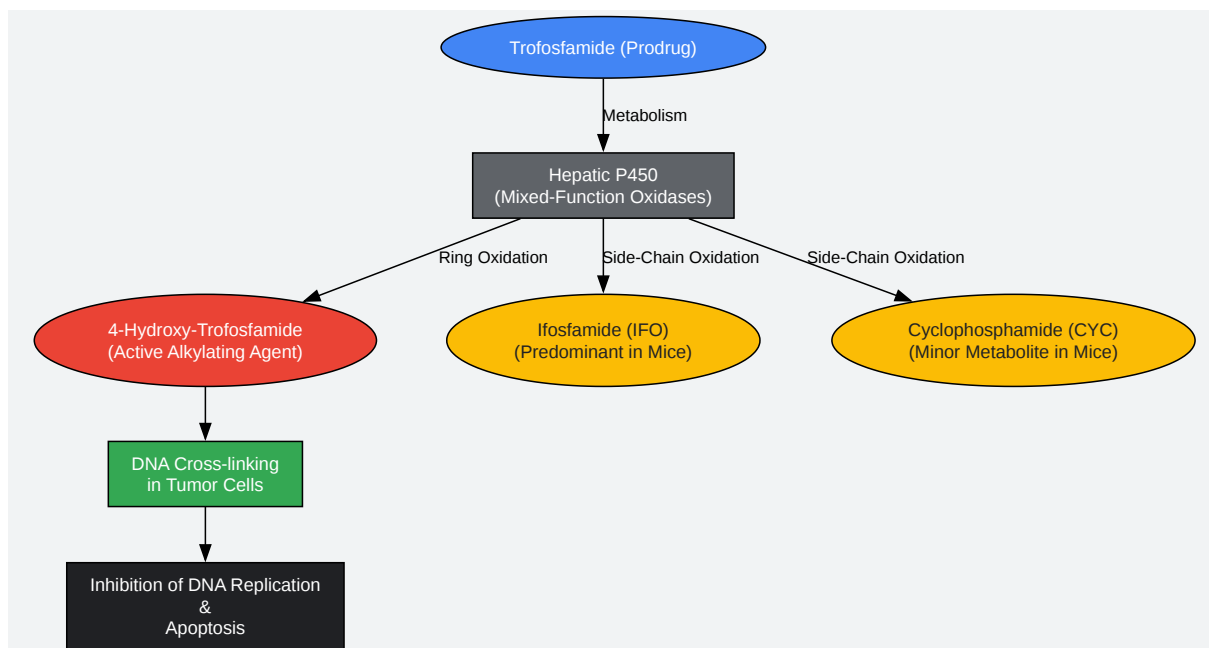 Trofosfamide (Prodrug)
Metabolism
Hepatic P450
(Mixed-Function Oxidases)
Ring Oxidation
Side-Chain Oxidation
Side-Chain Oxidation
4-Hydroxy-Trofosfamide
(Active Alkylating Agent)
Ifosfamide (IFO)
(Predominant in Mice)
Cyclophosphamide (CYC)
(Minor Metabolite in Mice)
DNA Cross-linking
in Tumor Cells
Inhibition of DNA Replication
&
Apoptosis